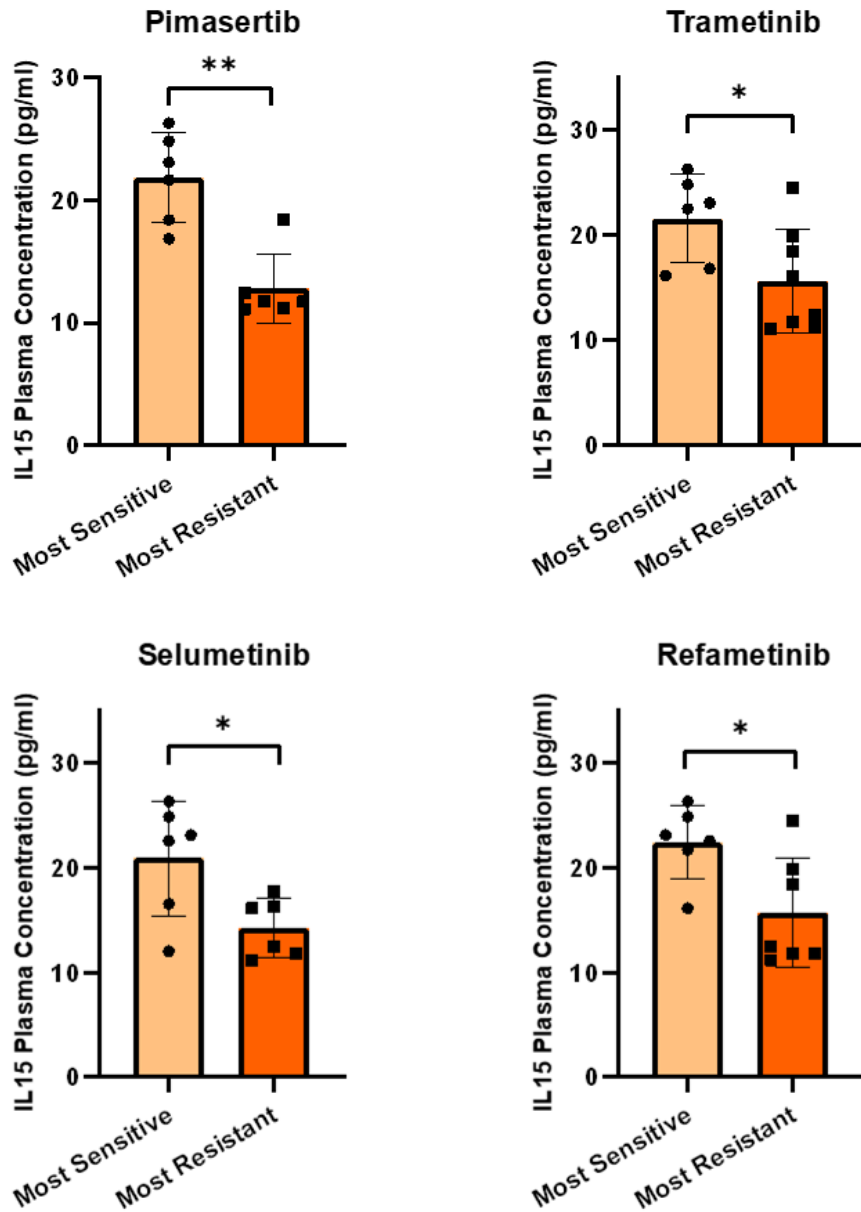 Pimasertib
IL15 Plasma Concentration (pg/ml)
30
20
10
0
**
Most Sensitive
Most Resistant
Trametinib
IL15 Plasma Concentration (pg/ml)
30
20
10
0
*
Most Sensitive
Most Resistant
Selumetinib
IL15 Plasma Concentration (pg/ml)
30
20
10
0
*
Most Sensitive
Most Resistant
Refametinib
IL15 Plasma Concentration (pg/ml)
30
20
10
0
*
Most Sensitive
Most Resistant